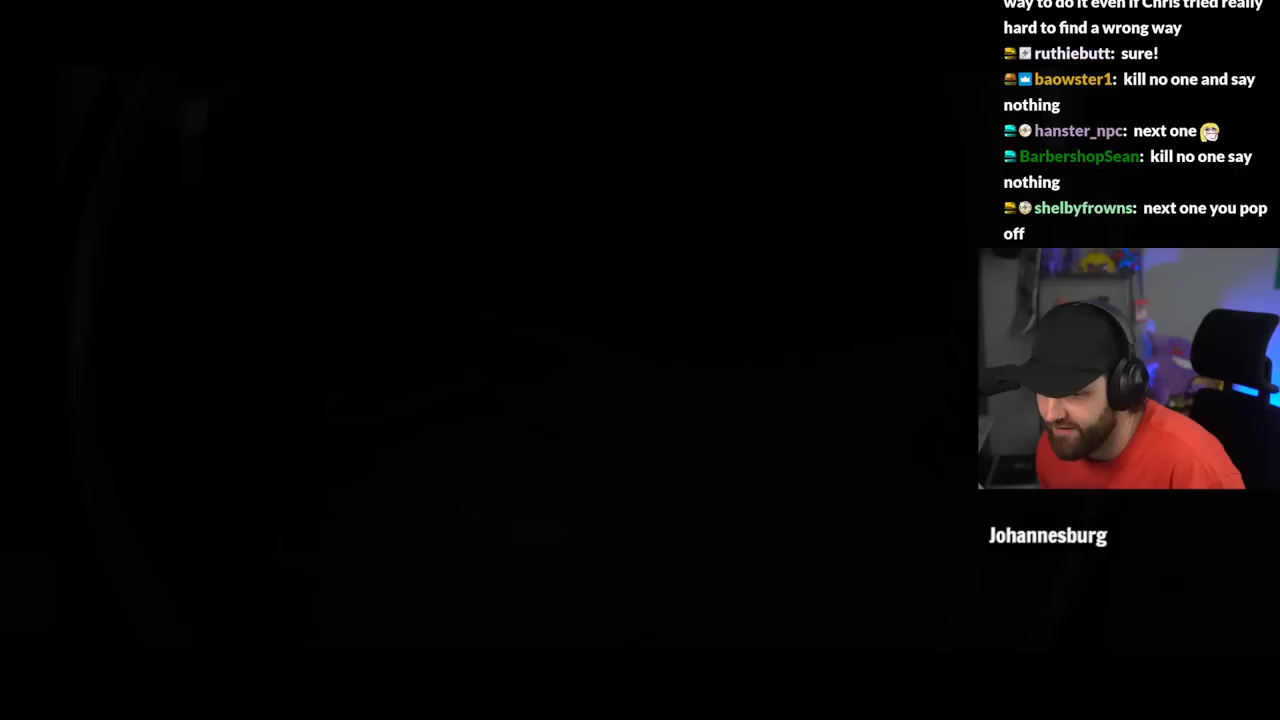 way to do it even if Chris tried really
hard to find a wrong way
ruthiebutt: sure!
baowster1: kill no one and say
nothing
hanster_npc: next one
BarbershopSean: kill no one say
nothing
shelbyfrowns: next one you pop
off
Johannesburg